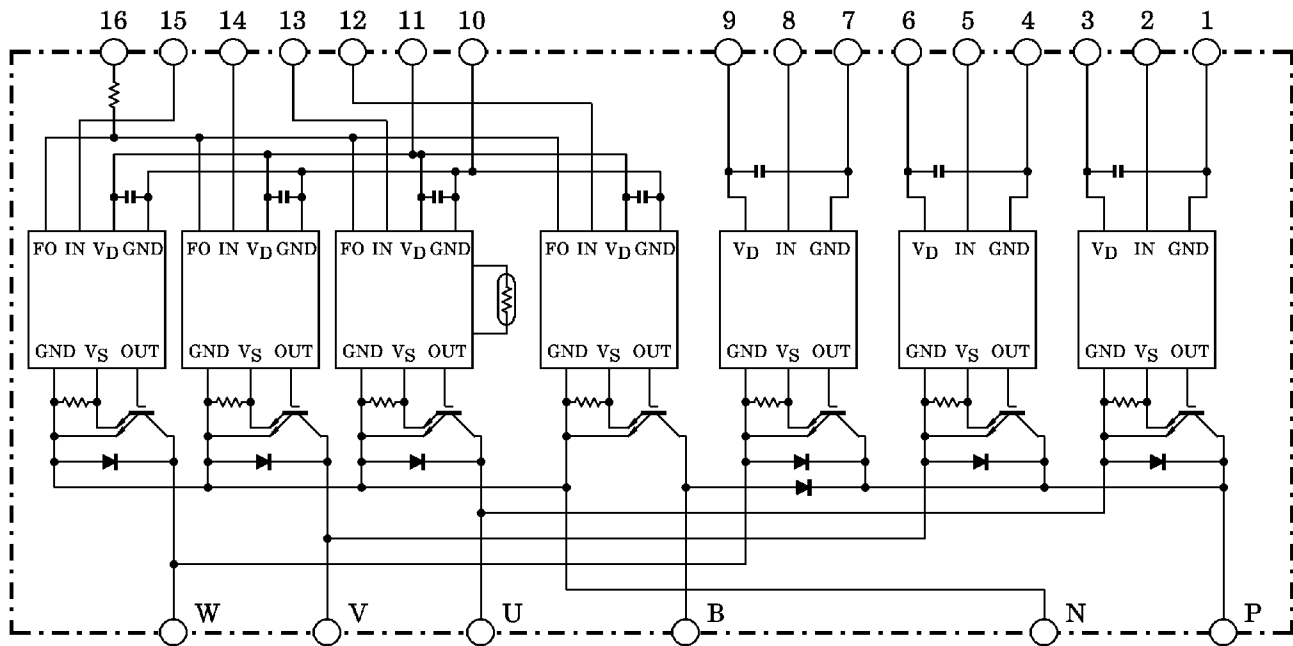 16 15 14 13 12 11 10 9 8 7 6 5 4 3 2 1
FO IN VD GND FO IN VD GND FO IN VD GND FO IN VD GND VD IN GND VD IN GND VD IN GND
GND VS OUT GND VS OUT GND VS OUT GND VS OUT GND VS OUT GND VS OUT GND VS OUT
W V U B N P